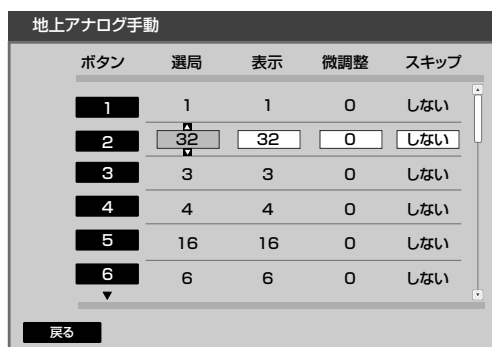 地上アナログ手動
ボタン 選局 表示 微調整 スキップ
1 1 1 0 しない
2 32 32 0 しない
3 3 3 0 しない
4 4 4 0 しない
5 16 16 0 しない
6 6 6 0 しない
戻る